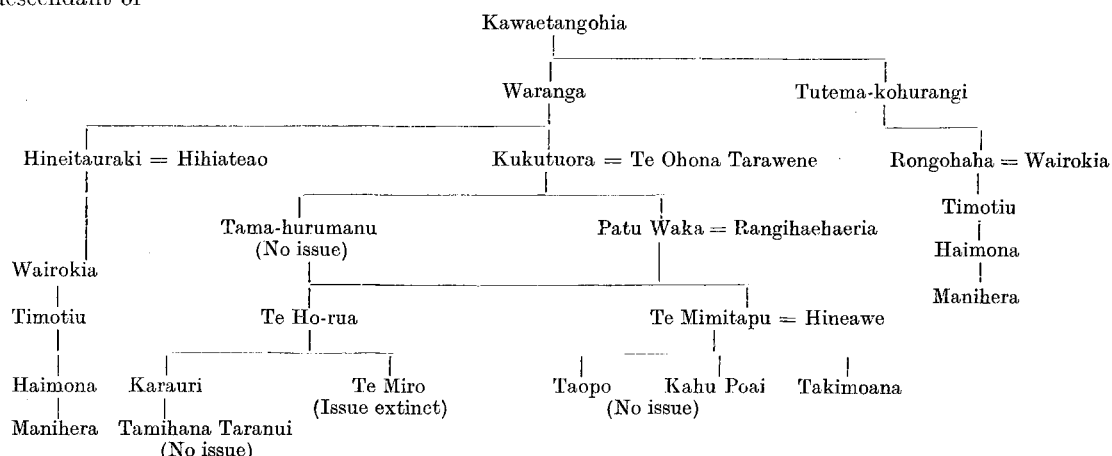 descendant of
Kawaetangohia
Waranga Tutema-kohurangi
Hineitauraki = Hihiateao Kukutuora = Te Ohona Tarawene Rongohaha = Wairokia
Timotiu
Tama-hurumanu Patu Waka = Rangihaehaeria
(No issue) Haimona
Wairokia
Manihera
Timotiu Te Ho-rua Te Mimitapu = Hineawe
Haimona Karauri Te Miro Taopo Kahu Poai Takimoana
(Issue extinct) (No issue)
Manihera Tamihana Taranui
(No issue)